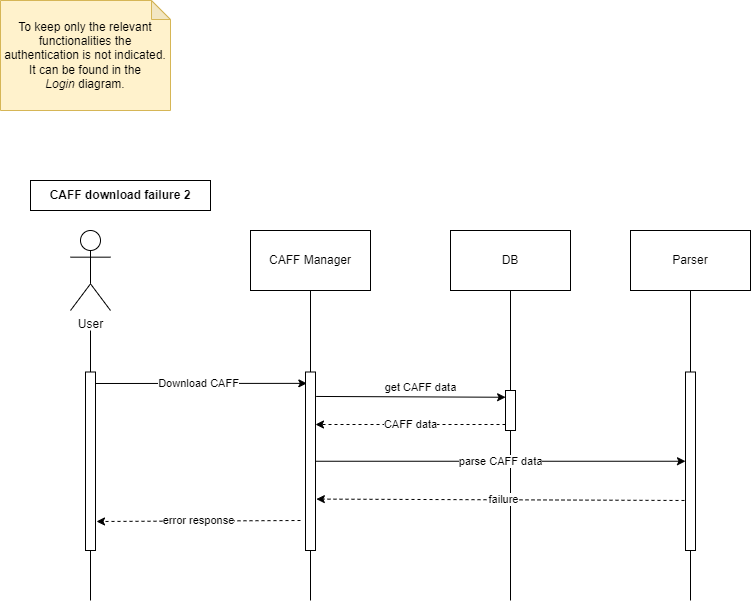 To keep only the relevant
functionalities the
authentication is not indicated.
It can be found in the
Login diagram.
CAFF download failure 2
CAFF Manager
DB
Parser
User
Download CAFF
get CAFF data
CAFF data
parse CAFF data
failure
error response